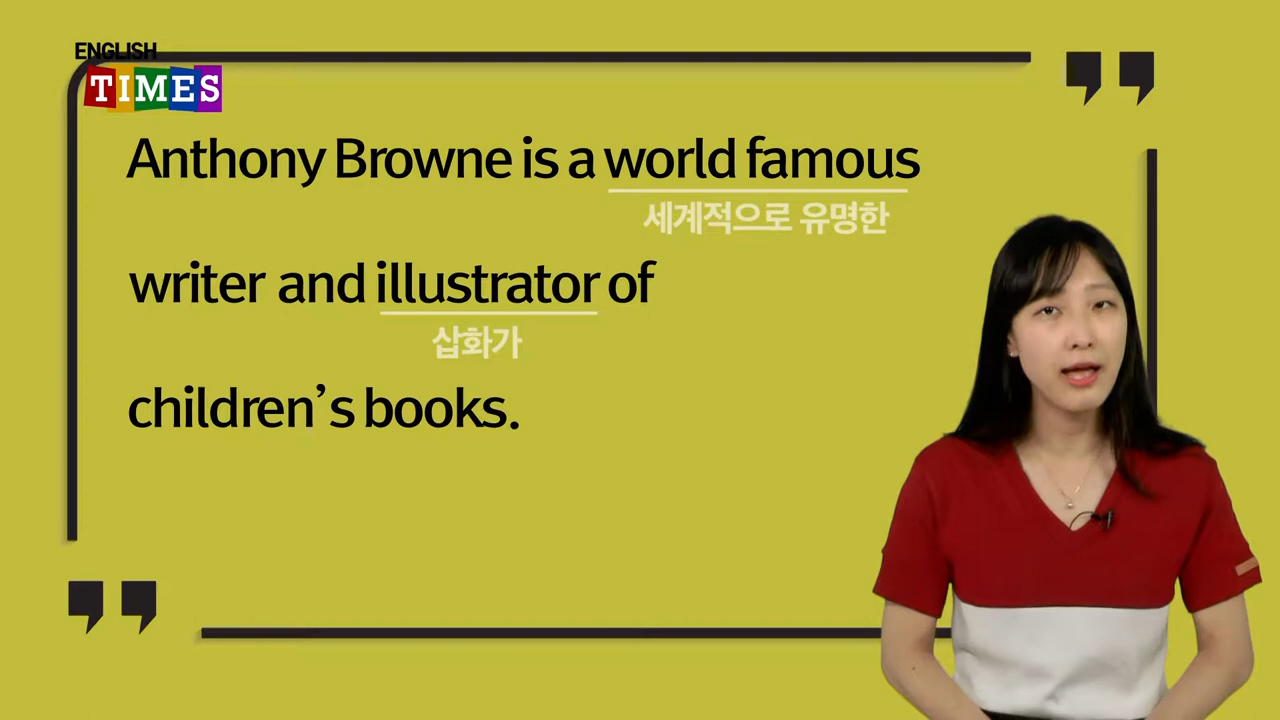 ENGLISH
TIMES
Anthony Browne is a world famous
세계적으로 유명한
writer and illustrator of
삽화가
children’s books.